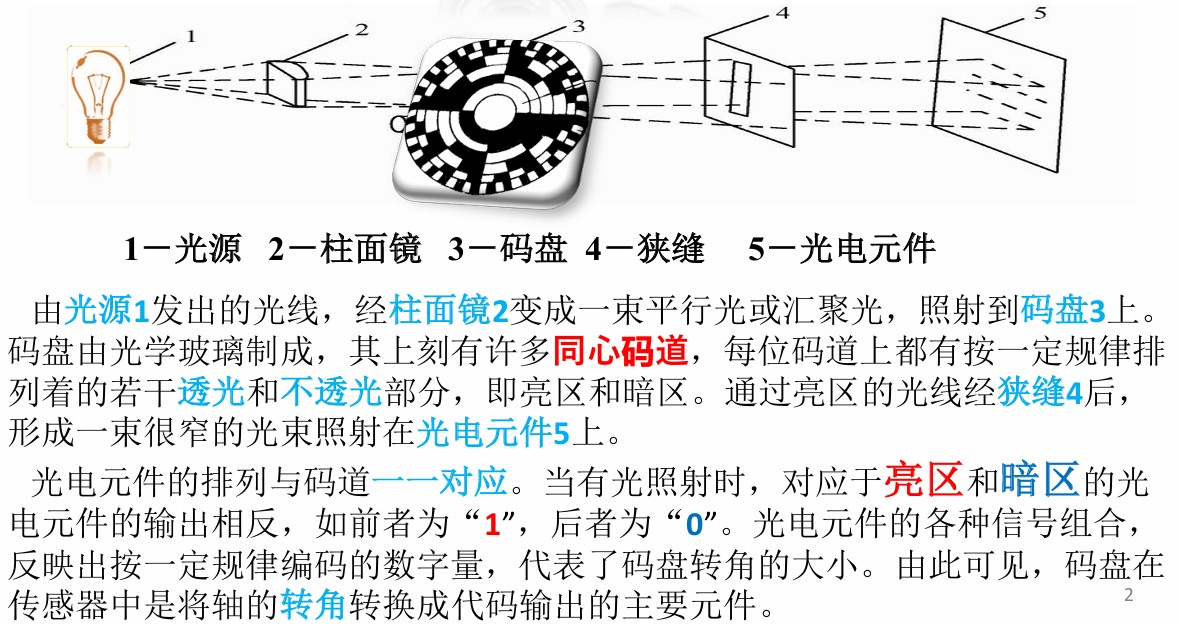 1
2
3
4
5
1－光源 2－柱面镜 3－码盘 4－狭缝 5－光电元件
由光源1发出的光线，经柱面镜2变成一束平行光或汇聚光，照射到码盘3上。
码盘由光学玻璃制成，其上刻有许多同心码道，每位码道上都有按一定规律排
列着的若干透光和不透光部分，即亮区和暗区。通过亮区的光线经狭缝4后，
形成一束很窄的光束照射在光电元件5上。
光电元件的排列与码道一一对应。当有光照射时，对应于亮区和暗区的光
电元件的输出相反，如前者为“1”，后者为“0”。光电元件的各种信号组合，
反映出按一定规律编码的数字量，代表了码盘转角的大小。由此可见，码盘在
传感器中是将轴的转角转换成代码输出的主要元件。
2